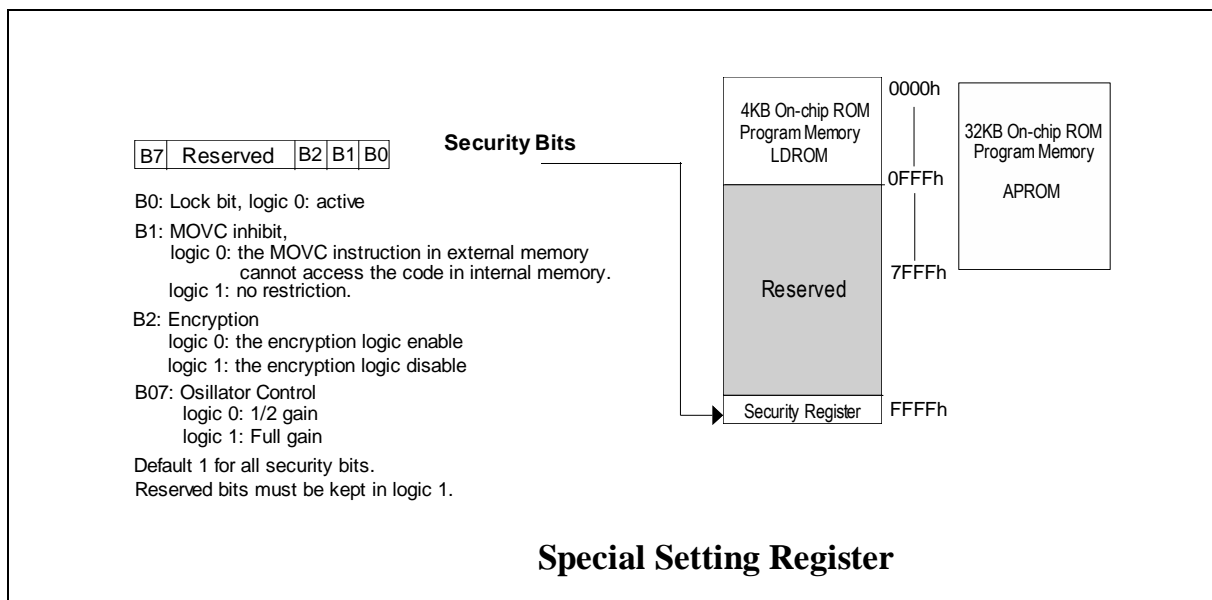 B7 Reserved B2 B1 B0
Security Bits
B0: Lock bit, logic 0: active
B1: MOVC inhibit,
logic 0: the MOVC instruction in external memory
cannot access the code in internal memory.
logic 1: no restriction.
B2: Encryption
logic 0: the encryption logic enable
logic 1: the encryption logic disable
B07: Osillator Control
logic 0: 1/2 gain
logic 1: Full gain
Default 1 for all security bits.
Reserved bits must be kept in logic 1.
4KB On-chip ROM
Program Memory
LDROM
Reserved
Security Register
0000h
0FFFh
7FFFh
FFFFh
32KB On-chip ROM
Program Memory
APROM
Special Setting Register